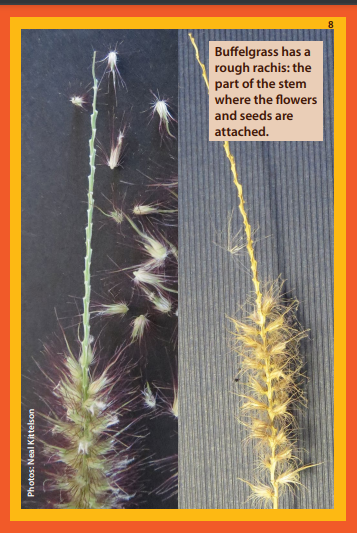 8
Buffelgrass has a
rough rachis: the
part of the stem
where the flowers
and seeds are
attached.
Photos: Neal Kittelson